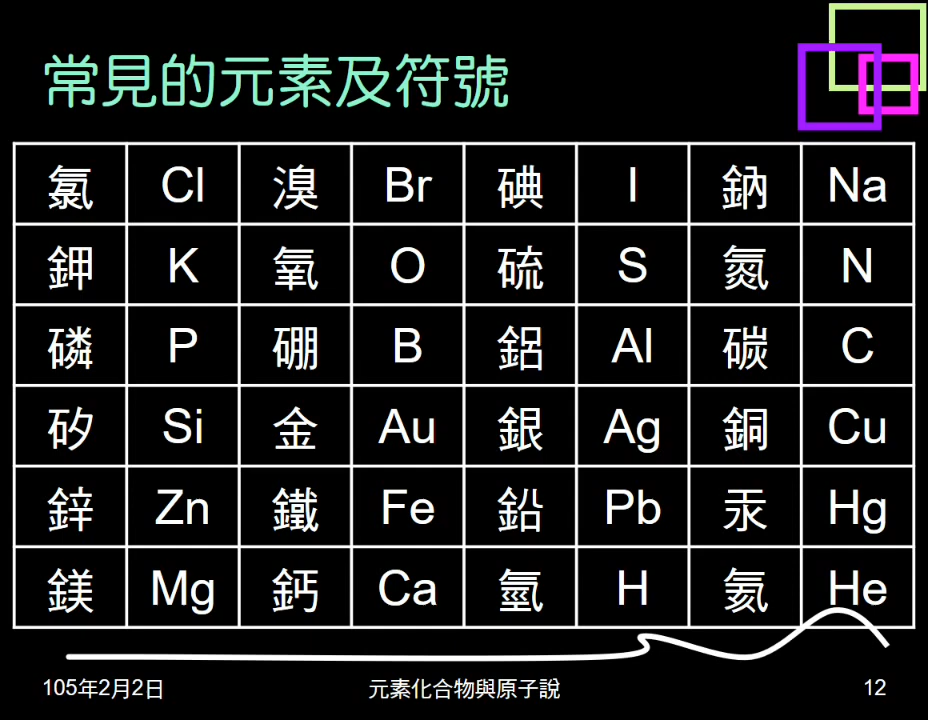 常見的元素及符號
氯 Cl 溴 Br 碘 I 鈉 Na
鉀 K 氧 O 硫 S 氮 N
磷 P 硼 B 鋁 Al 碳 C
矽 Si 金 Au 銀 Ag 銅 Cu
鋅 Zn 鐵 Fe 鉛 Pb 汞 Hg
鎂 Mg 鈣 Ca 氫 H 氦 He
105年2月2日 元素化合物與原子說 12